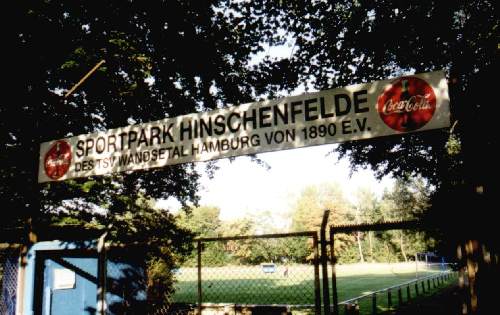 SPORTPARK HINSCHENFELDE
DES TSV WANDSETAL HAMBURG VON 1890 E.V.
Coca-Cola
Coca-Cola